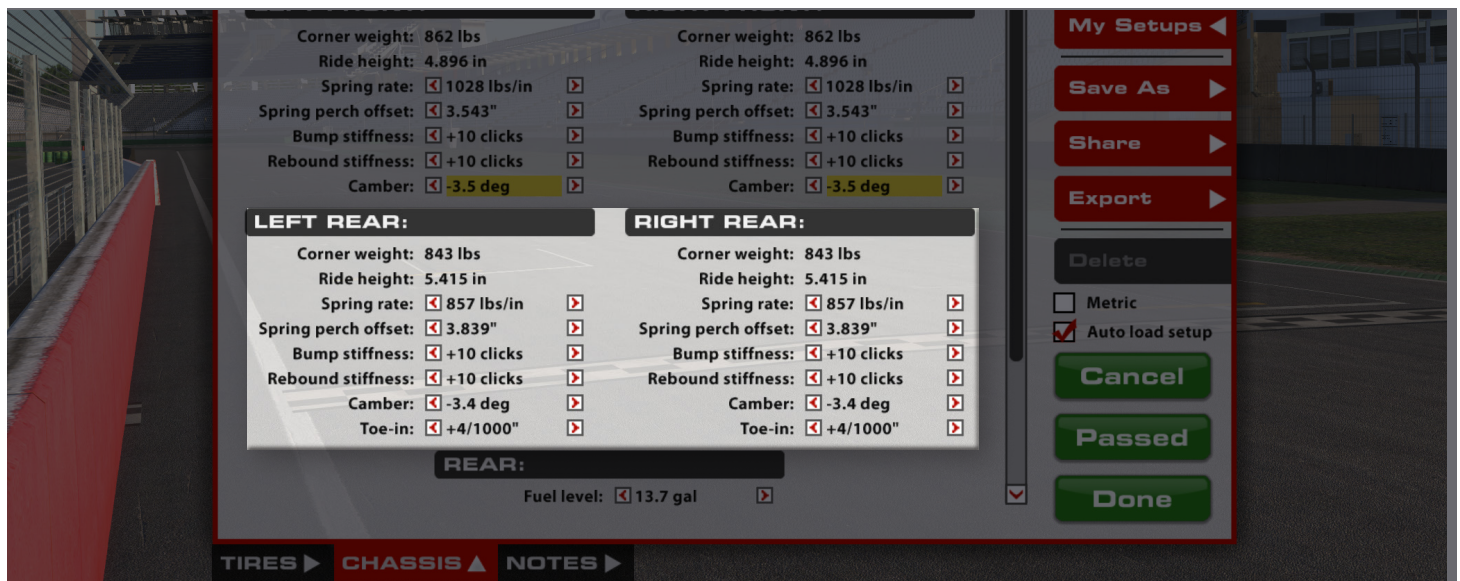 My Setups
Corner weight: 862 lbs Corner weight: 862 lbs
Ride height: 4.896 in Ride height: 4.896 in
Spring rate: 1028 lbs/in Spring rate: 1028 lbs/in
Save As
Spring perch offset: 3.543" Spring perch offset: 3.543"
Bump stiffness: +10 clicks Bump stiffness: +10 clicks
Share
Rebound stiffness: +10 clicks Rebound stiffness: +10 clicks
Camber: -3.5 deg Camber: -3.5 deg
Export
LEFT REAR: RIGHT REAR:
Corner weight: 843 lbs Corner weight: 843 lbs
Delete
Ride height: 5.415 in Ride height: 5.415 in
Spring rate: 857 lbs/in Spring rate: 857 lbs/in
Metric
Spring perch offset: 3.839" Spring perch offset: 3.839"
Auto load setup
Bump stiffness: +10 clicks Bump stiffness: +10 clicks
Rebound stiffness: +10 clicks Rebound stiffness: +10 clicks
Cancel
Camber: -3.4 deg Camber: -3.4 deg
Toe-in: +4/1000" Toe-in: +4/1000"
Passed
REAR:
Fuel level: 13.7 gal
Done
TIRES CHASSIS NOTES